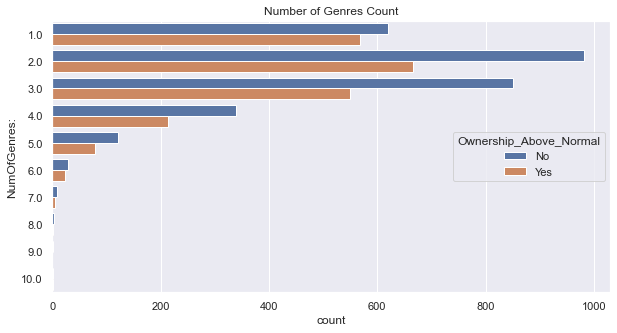 Number of Genres Count
NumOfGenres:
1.0
2.0
3.0
4.0
5.0
6.0
7.0
8.0
9.0
10.0
Ownership_Above_Normal
No
Yes
0 200 400 600 800 1000
count